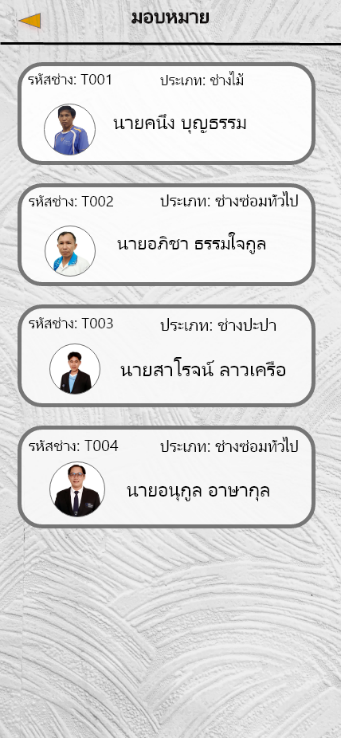 มอบหมาย
รหัสช่าง: T001 ประเภท: ช่างไม้
นายคนึง บุญธรรม
รหัสช่าง: T002 ประเภท: ช่างซ่อมทั่วไป
นายอภิชา ธรรมใจกูล
รหัสช่าง: T003 ประเภท: ช่างปะปา
นายสาโรจน์ ลาวเครือ
รหัสช่าง: T004 ประเภท: ช่างซ่อมทั่วไป
นายอนุกูล อาษากุล